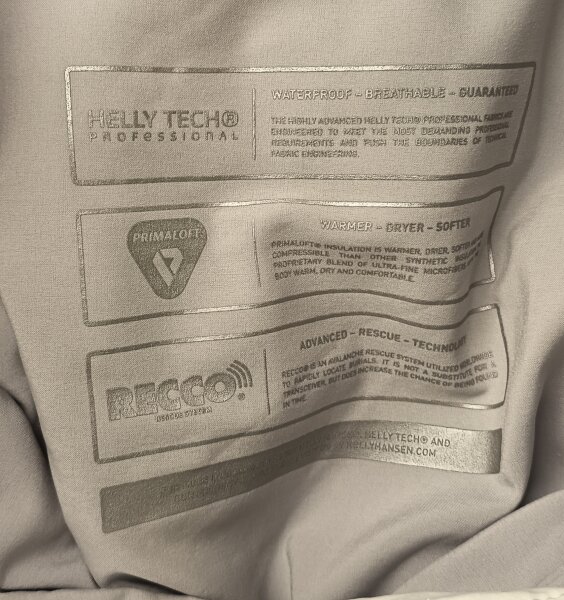 HELLY TECH®
PROFESSIONAL
WATERPROOF - BREATHABLE - GUARANTEED
THE HIGHLY ADVANCED HELLY TECH® PROFESSIONAL FABRICS ARE
ENGINEERED TO MEET THE MOST DEMANDING PROFESSIONAL
REQUIREMENTS AND PUSH THE BOUNDARIES OF TECHNICAL
FABRIC ENGINEERING.
PRIMALOFT
WARMER - DRYER - SOFTER
PRIMALOFT® INSULATION IS WARMER, DRIER, SOFTER
COMPRESSIBLE THAN OTHER SYNTHETIC
PROPRIETARY BLEND OF ULTRA-FINE
BODY WARM, DRY AND COMFORTABLE.
RECCO®
RESCUE SYSTEM
ADVANCED - RESCUE - TECHNOLOGY
RECCO® IS AN AVALANCHE RESCUE SYSTEM UTILIZED WORLDWIDE
TO RAPIDLY LOCATE BURIALS. IT IS NOT A SUBSTITUTE FOR A
TRANSCEIVER, BUT DOES INCREASE THE CHANCE OF BEING FOUND
IN TIME.
HELLY TECH® AND
HELLYHANSEN.COM